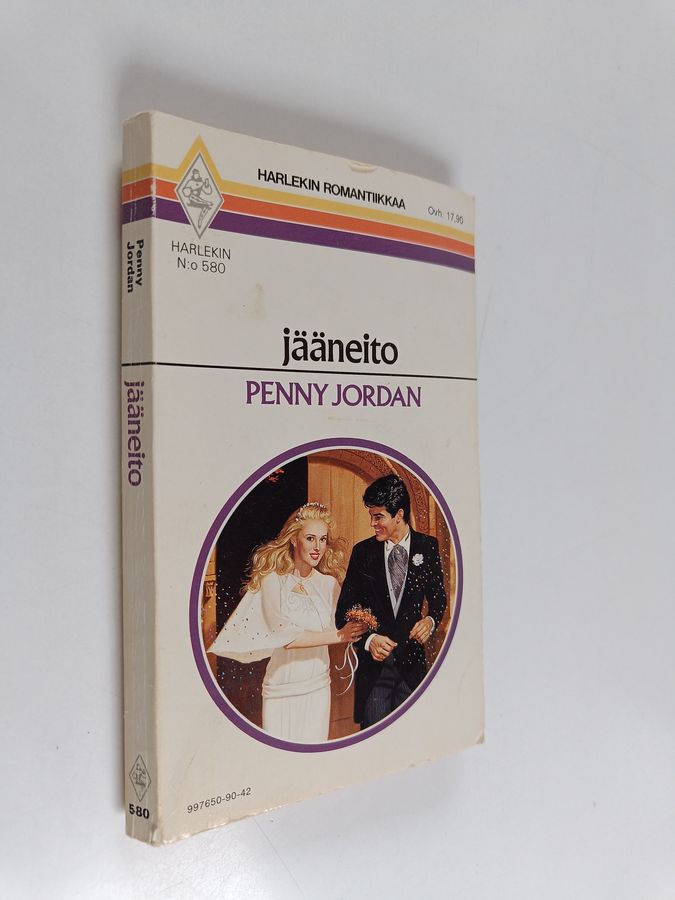 HARLEKIN ROMANTIIKKAA
Ovh. 17,90
HARLEKIN
N:o 580
jääneito
PENNY JORDAN
997650-90-42
Penny
Jordan
jääneito
580